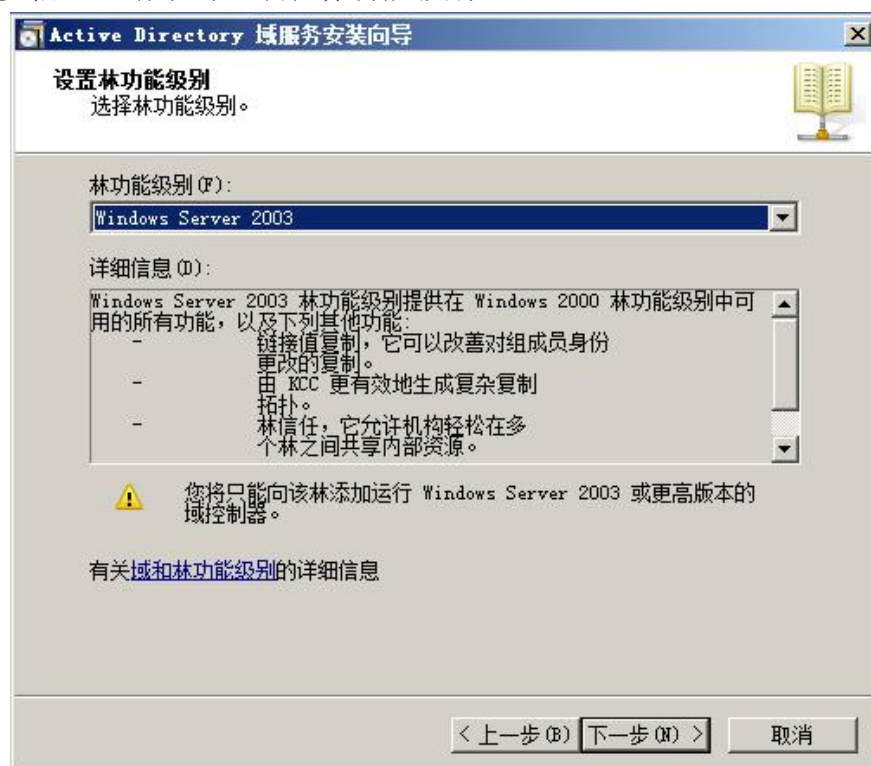 Active Directory 域服务安装向导
设置林功能级别
选择林功能级别。
林功能级别(F):
Windows Server 2003
详细信息(D):
Windows Server 2003 林功能级别提供在 Windows 2000 林功能级别中可
用的所有功能，以及下列其他功能:
- 链接值复制，它可以改善对组成员身份
更改的复制。
- 由 KCC 更有效地生成复杂复制
拓扑。
- 林信任，它允许机构轻松在多
个林之间共享内部资源。
您将只能向该林添加运行 Windows Server 2003 或更高版本的
域控制器。
有关域和林功能级别的详细信息
< 上一步(B)
下一步(N) >
取消